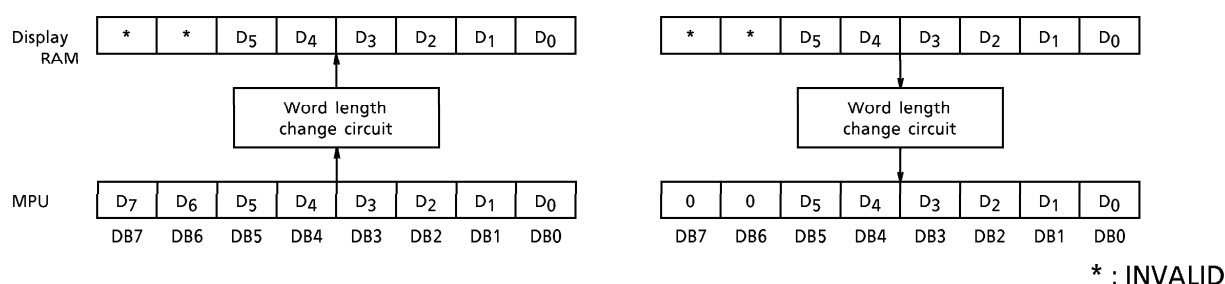 Display RAM
* * D5 D4 D3 D2 D1 D0
Word length
change circuit
MPU
D7 D6 D5 D4 D3 D2 D1 D0
DB7 DB6 DB5 DB4 DB3 DB2 DB1 DB0
* * D5 D4 D3 D2 D1 D0
Word length
change circuit
0 0 D5 D4 D3 D2 D1 D0
DB7 DB6 DB5 DB4 DB3 DB2 DB1 DB0
* : INVALID